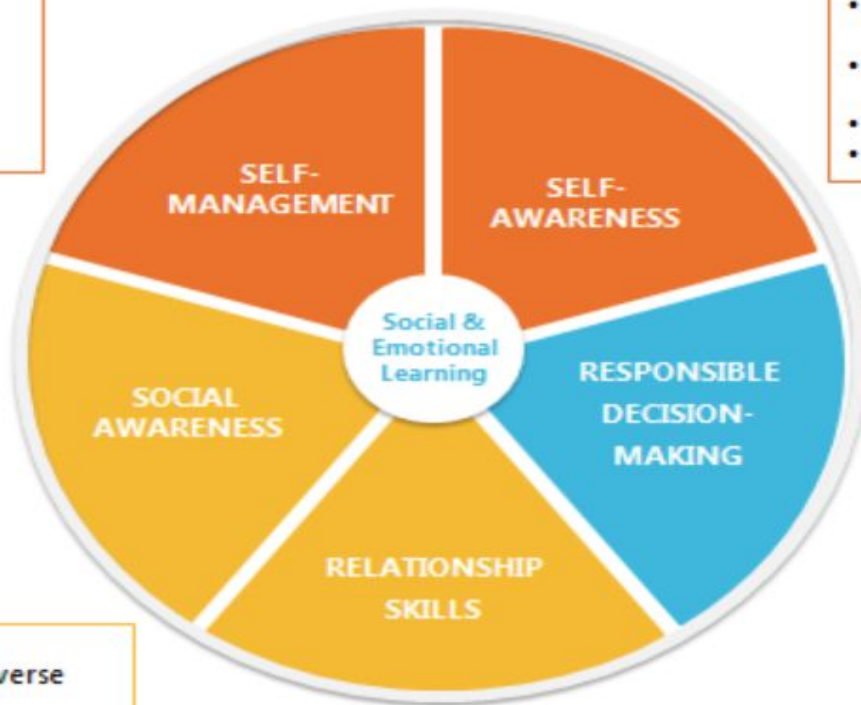 SELF-
MANAGEMENT
SELF-
AWARENESS
Social &
Emotional
Learning
RESPONSIBLE
DECISION-
MAKING
SOCIAL
AWARENESS
RELATIONSHIP
SKILLS
verse